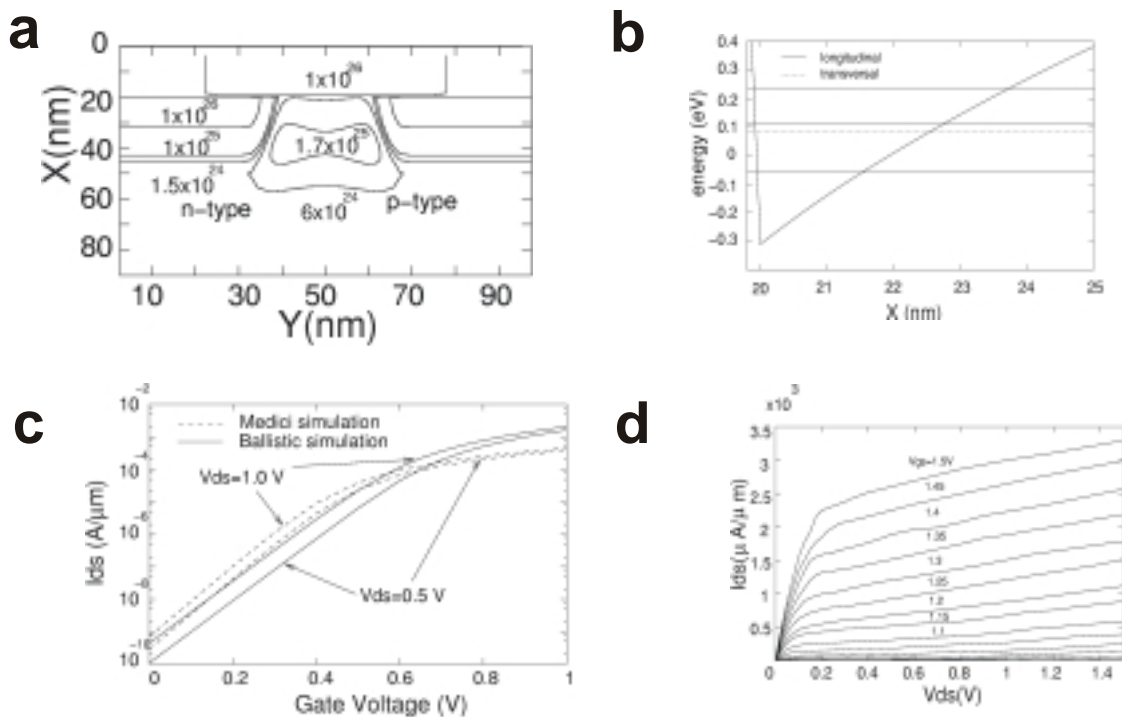 a
0
20
40
60
80
X(nm)
1x10^26
1x10^26
1x10^25
1.7x10^25
1.5x10^24
n-type
6x10^24
p-type
10 30 50 70 90
Y(nm)
b
0.4
0.3
0.2
0.1
0
-0.1
-0.2
-0.3
energy (eV)
longitudinal
transversal
20 21 22 23 24 25
X (nm)
c
10^-2
10^-4
10^-6
10^-8
10^-10
10
Ids (A/μm)
Medici simulation
Ballistic simulation
Vds=1.0 V
Vds=0.5 V
0 0.2 0.4 0.6 0.8 1
Gate Voltage (V)
d
x10^3
3.5
3
2.5
2
1.5
1
0.5
Ids(μ A/μ m)
Vgs=1.5V
1.45
1.4
1.35
1.3
1.25
1.2
1.15
1.1
0 0.2 0.4 0.6 0.8 1 1.2 1.4
Vds(V)